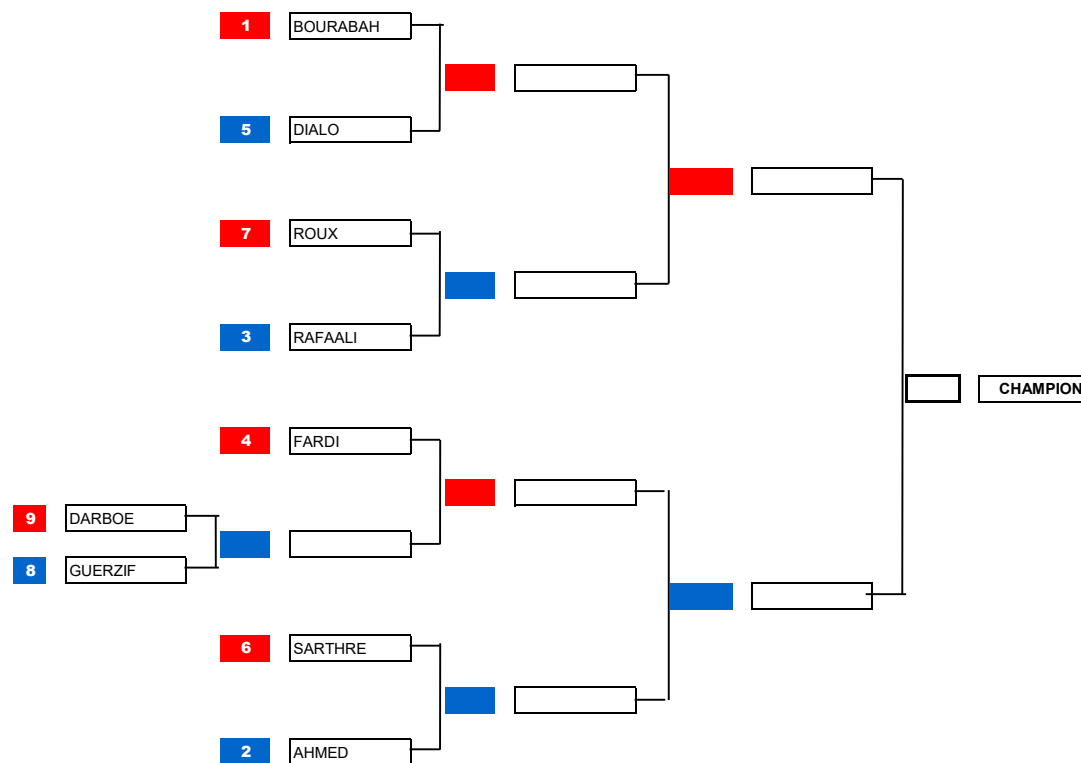 1 BOURABAH
5 DIALO
7 ROUX
3 RAFAALI
CHAMPION
4 FARDI
9 DARBOE
8 GUERZIF
6 SARTHRE
2 AHMED